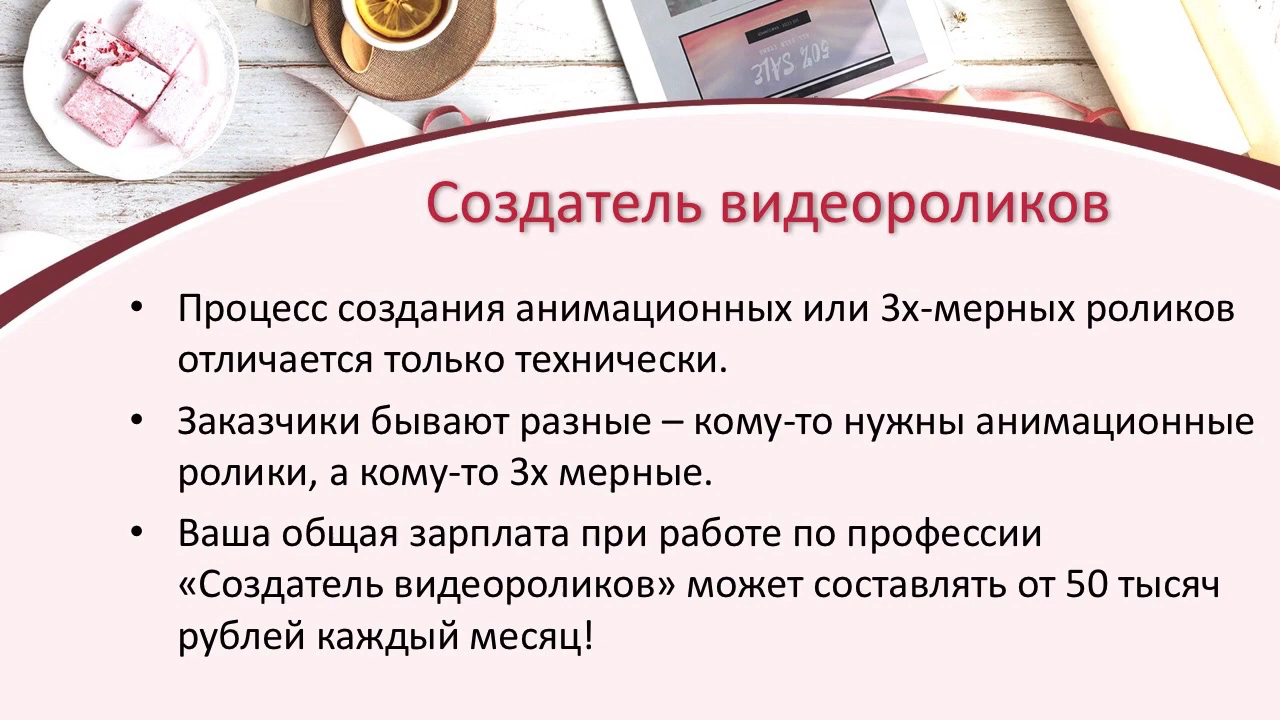 50% SALE
Создатель видеороликов
• Процесс создания анимационных или 3х-мерных роликов
отличается только технически.
• Заказчики бывают разные – кому-то нужны анимационные
ролики, а кому-то 3х мерные.
• Ваша общая зарплата при работе по профессии
«Создатель видеороликов» может составлять от 50 тысяч
рублей каждый месяц!